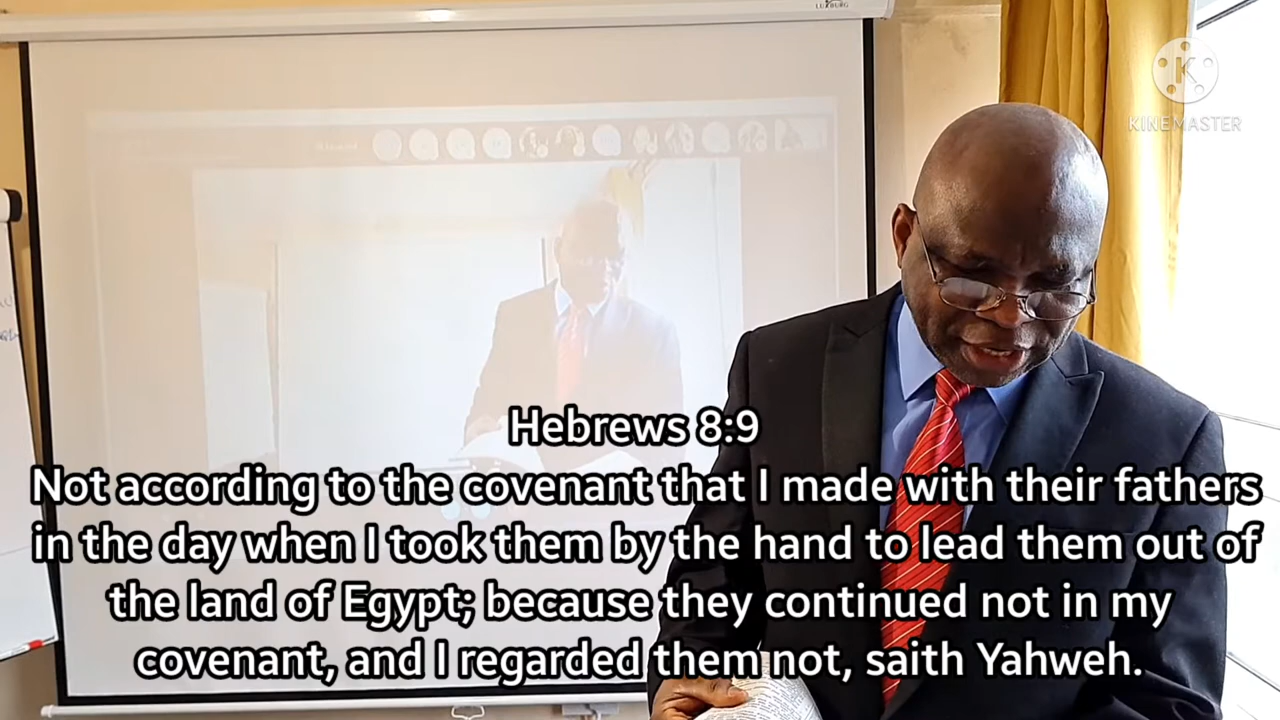 LUXBURG
K
KINEMASTER
Hebrews 8:9
Not according to the covenant that I made with their fathers
in the day when I took them by the hand to lead them out of
the land of Egypt; because they continued not in my
covenant, and I regarded them not, saith Yahweh.